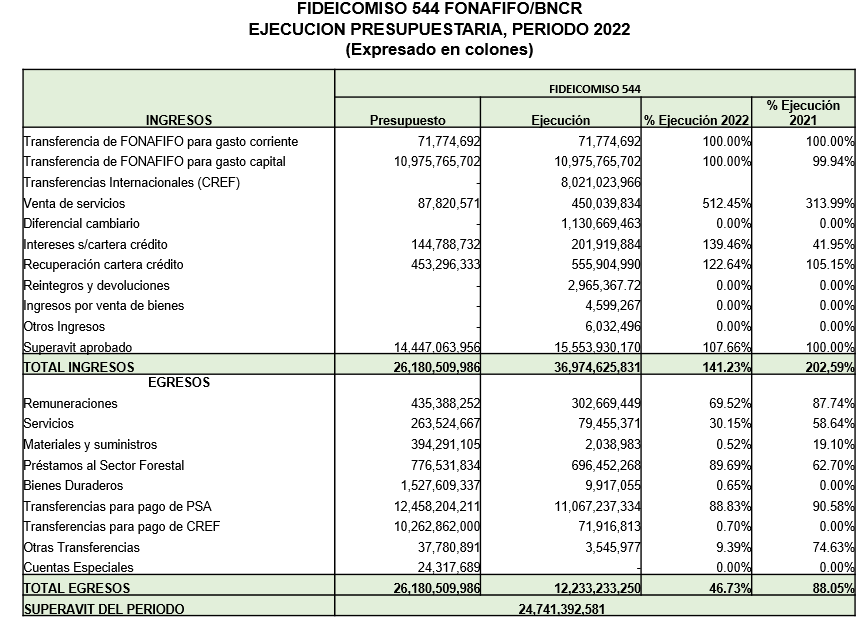 FIDEICOMISO 544 FONAFIFO/BNCR
EJECUCION PRESUPUESTARIA, PERIODO 2022
(Expresado en colones)
FIDEICOMISO 544
INGRESOS Presupuesto Ejecución % Ejecución 2022 % Ejecución 2021
Transferencia de FONAFIFO para gasto corriente 71,774,692 71,774,692 100.00% 100.00%
Transferencia de FONAFIFO para gasto capital 10,975,765,702 10,975,765,702 100.00% 99.94%
Transferencias Internacionales (CREF) - 8,021,023,966
Venta de servicios 87,820,571 450,039,834 512.45% 313.99%
Diferencial cambiario - 1,130,669,463 0.00% 0.00%
Intereses s/cartera crédito 144,788,732 201,919,884 139.46% 41.95%
Recuperación cartera crédito 453,296,333 555,904,990 122.64% 105.15%
Reintegros y devoluciones - 2,965,367.72 0.00% 0.00%
Ingresos por venta de bienes - 4,599,267 0.00% 0.00%
Otros Ingresos - 6,032,496 0.00% 0.00%
Superavit aprobado 14,447,063,956 15,553,930,170 107.66% 100.00%
TOTAL INGRESOS 26,180,509,986 36,974,625,831 141.23% 202,59%
EGRESOS
Remuneraciones 435,388,252 302,669,449 69.52% 87.74%
Servicios 263,524,667 79,455,371 30.15% 58.64%
Materiales y suministros 394,291,105 2,038,983 0.52% 19.10%
Préstamos al Sector Forestal 776,531,834 696,452,268 89.69% 62.70%
Bienes Duraderos 1,527,609,337 9,917,055 0.65% 0.00%
Transferencias para pago de PSA 12,458,204,211 11,067,237,334 88.83% 90.58%
Transferencias para pago de CREF 10,262,862,000 71,916,813 0.70% 0.00%
Otras Transferencias 37,780,891 3,545,977 9.39% 74.63%
Cuentas Especiales 24,317,689 - 0.00% 0.00%
TOTAL EGRESOS 26,180,509,986 12,233,233,250 46.73% 88.05%
SUPERAVIT DEL PERIODO 24,741,392,581